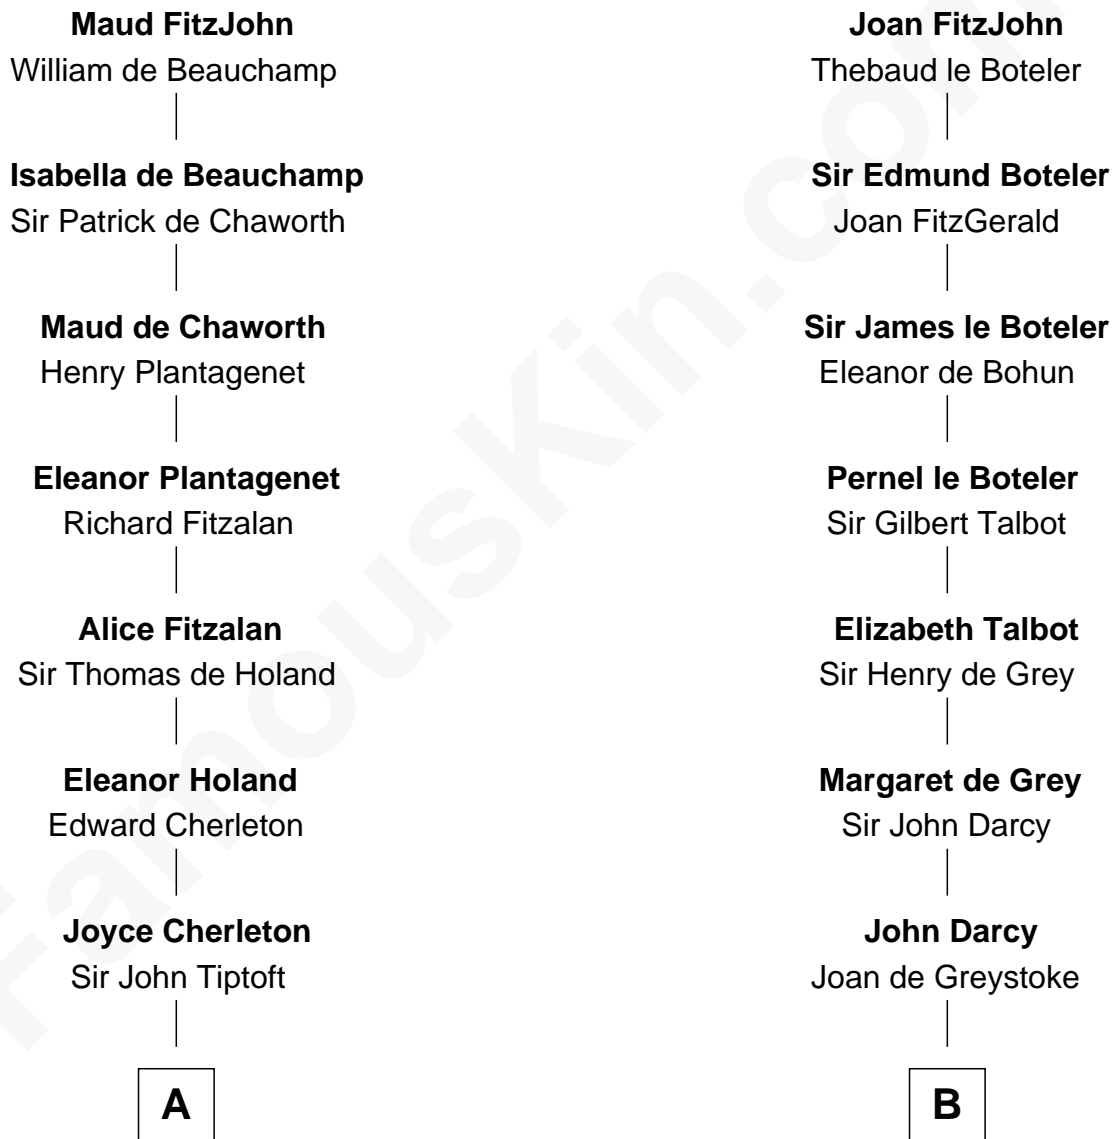 Maud FitzJohn
William de Beauchamp
Isabella de Beauchamp
Sir Patrick de Chaworth
Maud de Chaworth
Henry Plantagenet
Eleanor Plantagenet
Richard Fitzalan
Alice Fitzalan
Sir Thomas de Holand
Eleanor Holand
Edward Cherleton
Joyce Cherleton
Sir John Tiptoft
A
Joan FitzJohn
Thebaud le Boteler
Sir Edmund Boteler
Joan FitzGerald
Sir James le Boteler
Eleanor de Bohun
Pernel le Boteler
Sir Gilbert Talbot
Elizabeth Talbot
Sir Henry de Grey
Margaret de Grey
Sir John Darcy
John Darcy
Joan de Greystoke
B
FamousKin.com